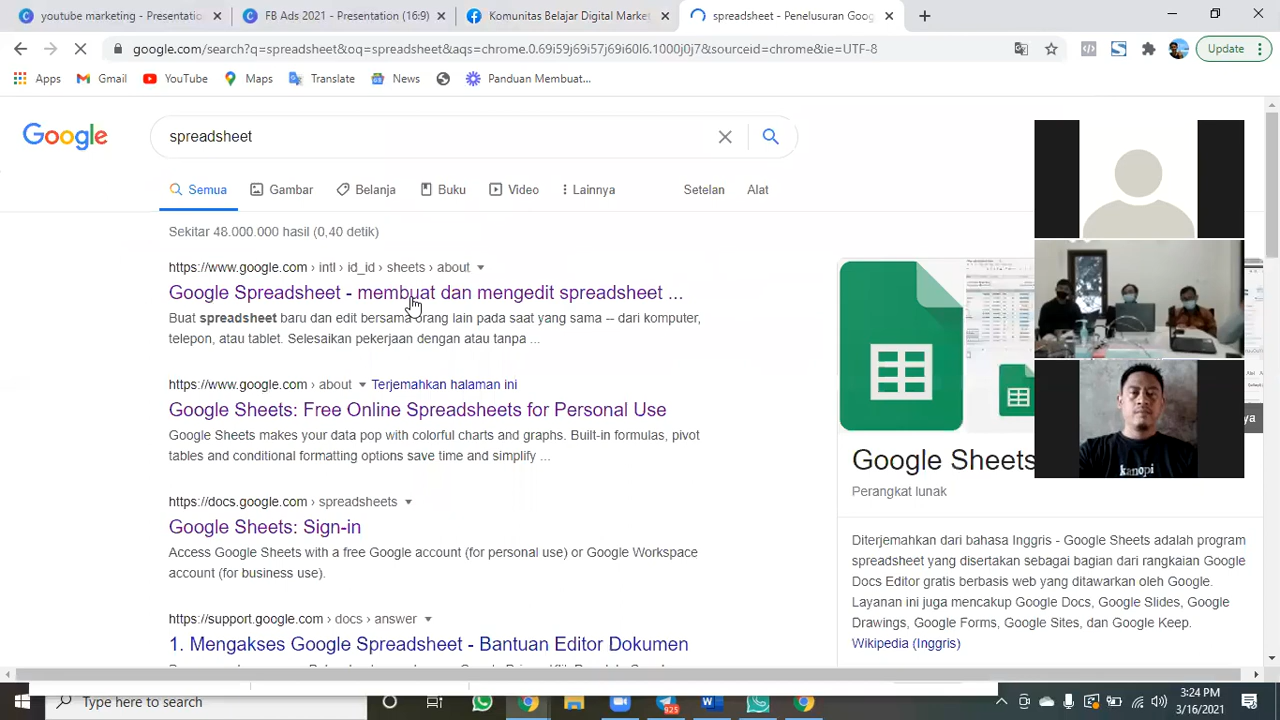 youtube marketing - Presentation
FB Ads 2021 - Presentation (16:9)
Komunitas Belajar Digital Market
spreadsheet - Penelusuran Goog
google.com/search?q=spreadsheet&oq=spreadsheet&aqs=chrome.0.69i59j69i57j69i60l6.1000j0j7&sourceid=chrome&ie=UTF-8
Update
Apps
Gmail
YouTube
Maps
Translate
News
Panduan Membuat...
Google
spreadsheet
Semua
Gambar
Belanja
Buku
Video
Lainnya
Setelan
Alat
Sekitar 48.000.000 hasil (0,40 detik)
https://www.google.com › intl › id_id › sheets › about
Google Spreadsheet - membuat dan mengedit spreadsheet ...
Buat spreadsheet baru dan edit bersama orang lain pada saat yang sama -- dari komputer,
telepon, atau tablet. Selesaikan pekerjaan dengan atau tanpa
https://www.google.com › about Terjemahkan halaman ini
Google Sheets: Free Online Spreadsheets for Personal Use
Google Sheets makes your data pop with colorful charts and graphs. Built-in formulas, pivot
tables and conditional formatting options save time and simplify ...
https://docs.google.com › spreadsheets
Google Sheets: Sign-in
Access Google Sheets with a free Google account (for personal use) or Google Workspace
account (for business use).
https://support.google.com › docs › answer
1. Mengakses Google Spreadsheet - Bantuan Editor Dokumen
kanopi
ya
Google Sheets
Perangkat lunak
Diterjemahkan dari bahasa Inggris - Google Sheets adalah program
spreadsheet yang disertakan sebagai bagian dari rangkaian Google
Docs Editor gratis berbasis web yang ditawarkan oleh Google.
Layanan ini juga mencakup Google Docs, Google Slides, Google
Drawings, Google Forms, Google Sites, dan Google Keep.
Wikipedia (Inggris)
Type here to search
825
3:24 PM
3/16/2021